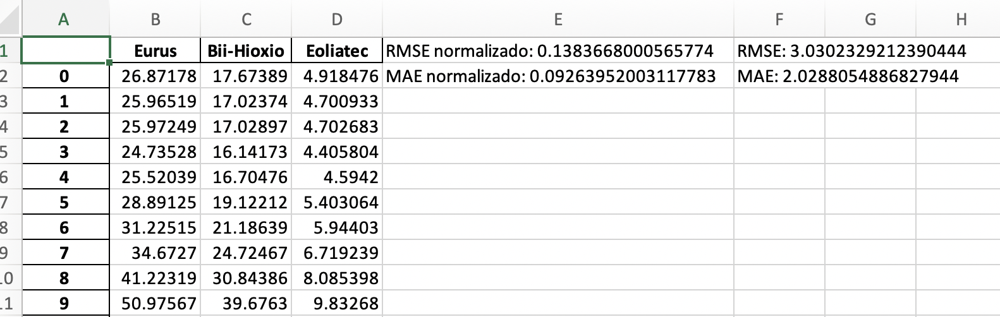 A B C D E F G H
1 Eurus Bii-Hioxio Eoliatec RMSE normalizado: 0.1383668000565774 RMSE: 3.0302329212390444
2 0 26.87178 17.67389 4.918476 MAE normalizado: 0.09263952003117783 MAE: 2.0288054886827944
3 1 25.96519 17.02374 4.700933
4 2 25.97249 17.02897 4.702683
5 3 24.73528 16.14173 4.405804
6 4 25.52039 16.70476 4.5942
7 5 28.89125 19.12212 5.403064
8 6 31.22515 21.18639 5.94403
9 7 34.6727 24.72467 6.719239
.0 8 41.22319 30.84386 8.085398
.1 9 50.97567 39.6763 9.83268